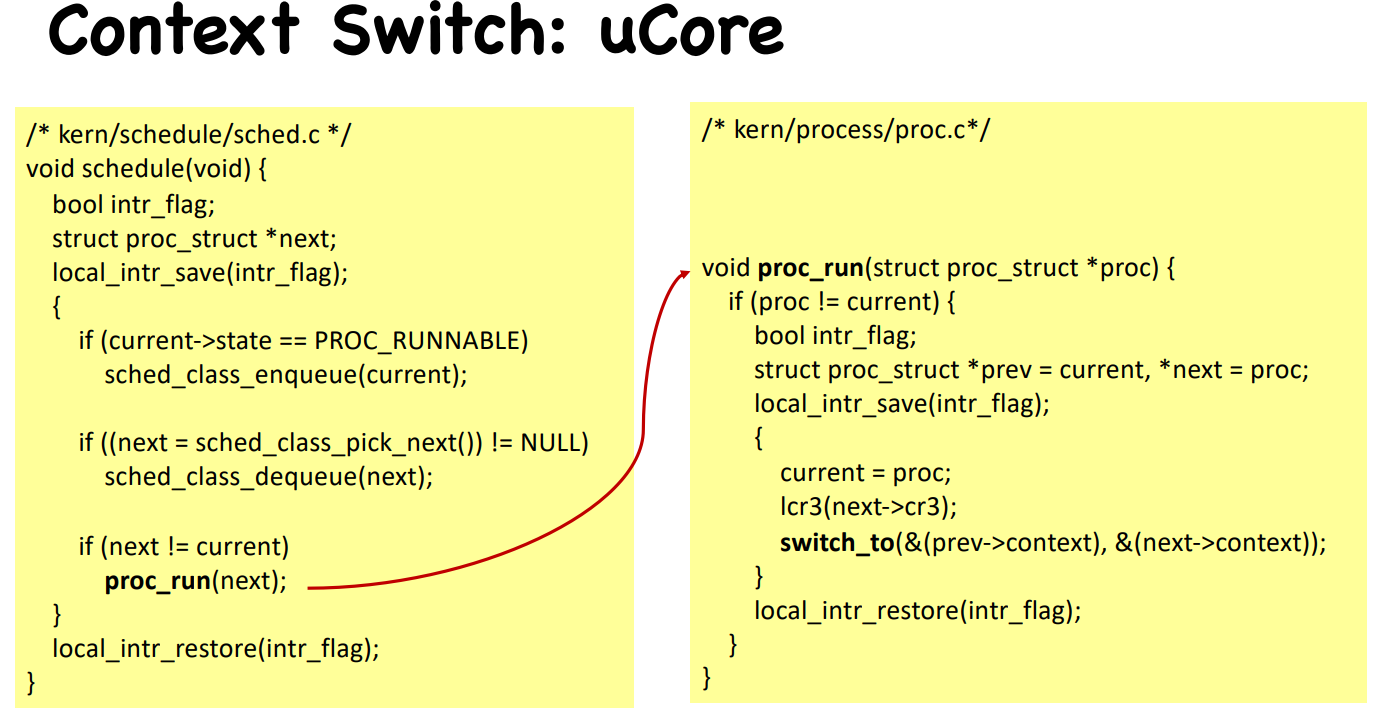 Context Switch: uCore
/* kern/schedule/sched.c */
void schedule(void) {
bool intr_flag;
struct proc_struct *next;
local_intr_save(intr_flag);
{
if (current->state == PROC_RUNNABLE)
sched_class_enqueue(current);
if ((next = sched_class_pick_next()) != NULL)
sched_class_dequeue(next);
if (next != current)
proc_run(next);
}
local_intr_restore(intr_flag);
}
/* kern/process/proc.c*/
void proc_run(struct proc_struct *proc) {
if (proc != current) {
bool intr_flag;
struct proc_struct *prev = current, *next = proc;
local_intr_save(intr_flag);
{
current = proc;
lcr3(next->cr3);
switch_to(&(prev->context), &(next->context));
}
local_intr_restore(intr_flag);
}
}